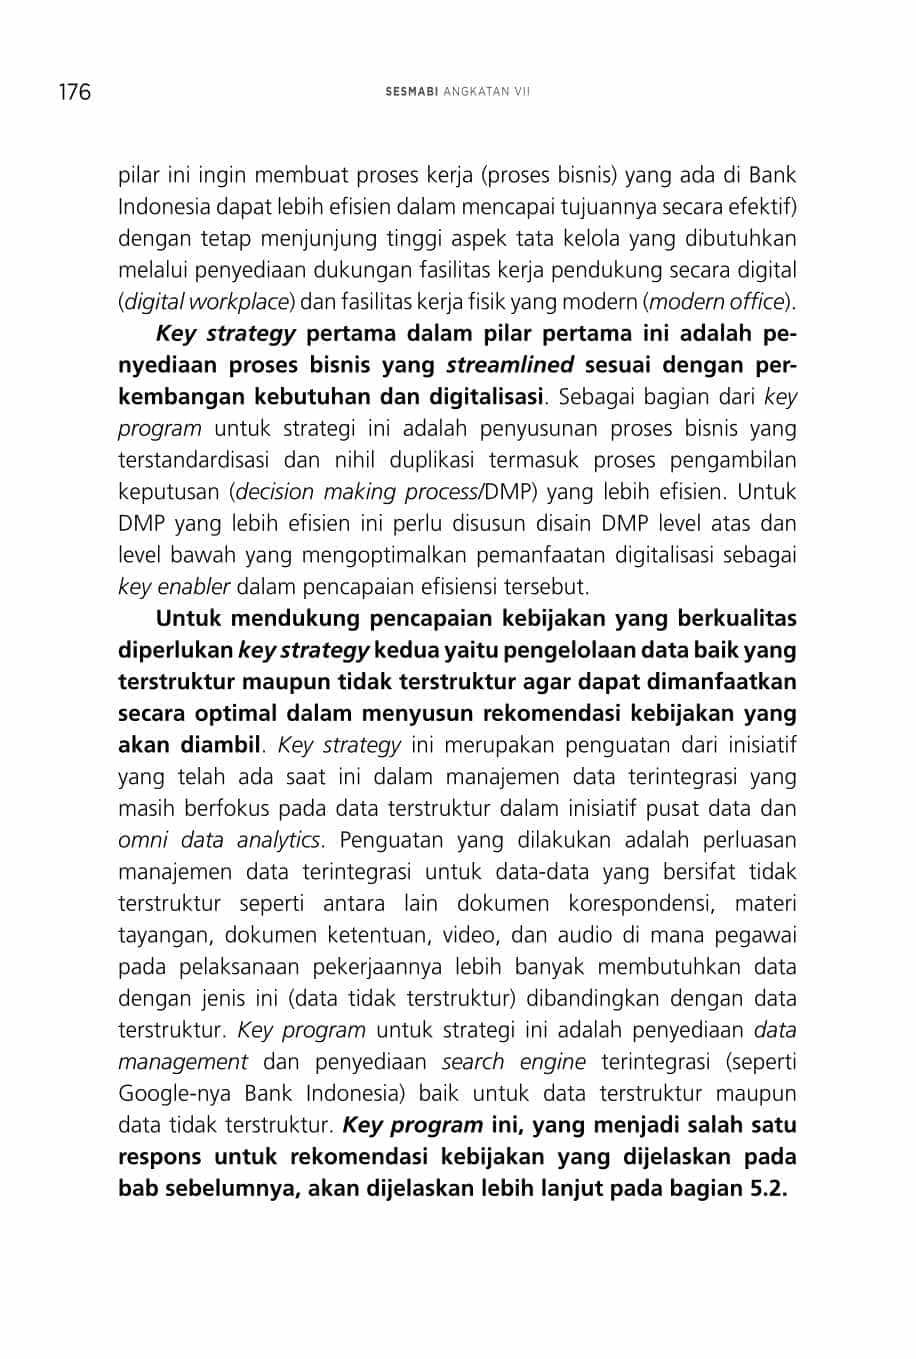 176
SESMABI ANGKATAN VII
pilar ini ingin membuat proses kerja (proses bisnis) yang ada di Bank
Indonesia dapat lebih efisien dalam mencapai tujuannya secara efektif)
dengan tetap menjunjung tinggi aspek tata kelola yang dibutuhkan
melalui penyediaan dukungan fasilitas kerja pendukung secara digital
(digital workplace) dan fasilitas kerja fisik yang modern (modern office).
Key strategy pertama dalam pilar pertama ini adalah pe-
nyediaan proses bisnis yang streamlined sesuai dengan per-
kembangan kebutuhan dan digitalisasi. Sebagai bagian dari key
program untuk strategi ini adalah penyusunan proses bisnis yang
terstandardisasi dan nihil duplikasi termasuk proses pengambilan
keputusan (decision making process/DMP) yang lebih efisien. Untuk
DMP yang lebih efisien ini perlu disusun disain DMP level atas dan
level bawah yang mengoptimalkan pemanfaatan digitalisasi sebagai
key enabler dalam pencapaian efisiensi tersebut.
Untuk mendukung pencapaian kebijakan yang berkualitas
diperlukan key strategy kedua yaitu pengelolaan data baik yang
terstruktur maupun tidak terstruktur agar dapat dimanfaatkan
secara optimal dalam menyusun rekomendasi kebijakan yang
akan diambil. Key strategy ini merupakan penguatan dari inisiatif
yang telah ada saat ini dalam manajemen data terintegrasi yang
masih berfokus pada data terstruktur dalam inisiatif pusat data dan
omni data analytics. Penguatan yang dilakukan adalah perluasan
manajemen data terintegrasi untuk data-data yang bersifat tidak
terstruktur seperti antara lain dokumen korespondensi, materi
tayangan, dokumen ketentuan, video, dan audio di mana pegawai
pada pelaksanaan pekerjaannya lebih banyak membutuhkan data
dengan jenis ini (data tidak terstruktur) dibandingkan dengan data
terstruktur. Key program untuk strategi ini adalah penyediaan data
management dan penyediaan search engine terintegrasi (seperti
Google-nya Bank Indonesia) baik untuk data terstruktur maupun
data tidak terstruktur. Key program ini, yang menjadi salah satu
respons untuk rekomendasi kebijakan yang dijelaskan pada
bab sebelumnya, akan dijelaskan lebih lanjut pada bagian 5.2.